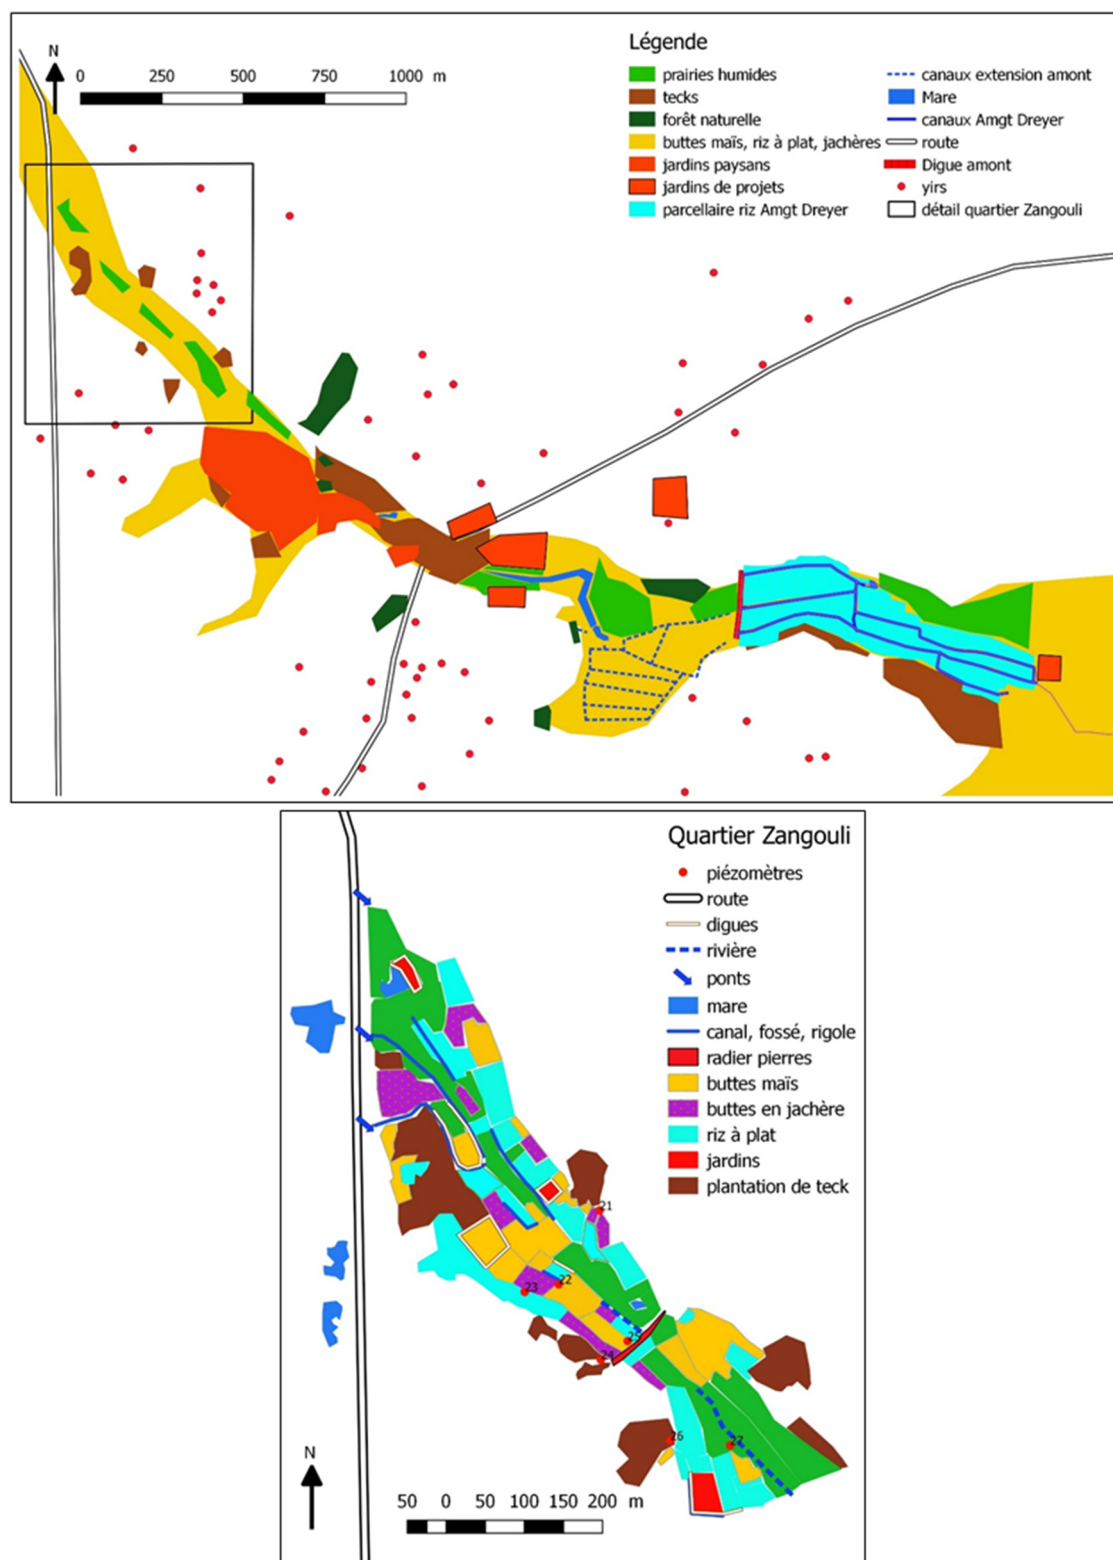 Légende
N
0 250 500 750 1000 m
prairies humides
tecks
forêt naturelle
buttes maïs, riz à plat, jachères
jardins paysans
jardins de projets
parcellaire riz Amgt Dreyer
canaux extension amont
Mare
canaux Amgt Dreyer
route
Digue amont
yirs
détail quartier Zangouli
Quartier Zangouli
piézomètres
route
digues
rivière
ponts
mare
canal, fossé, rigole
radier pierres
buttes maïs
buttes en jachère
riz à plat
jardins
plantation de teck
21
22
23
25
24
26
27
N
50 0 50 100 150 200 m